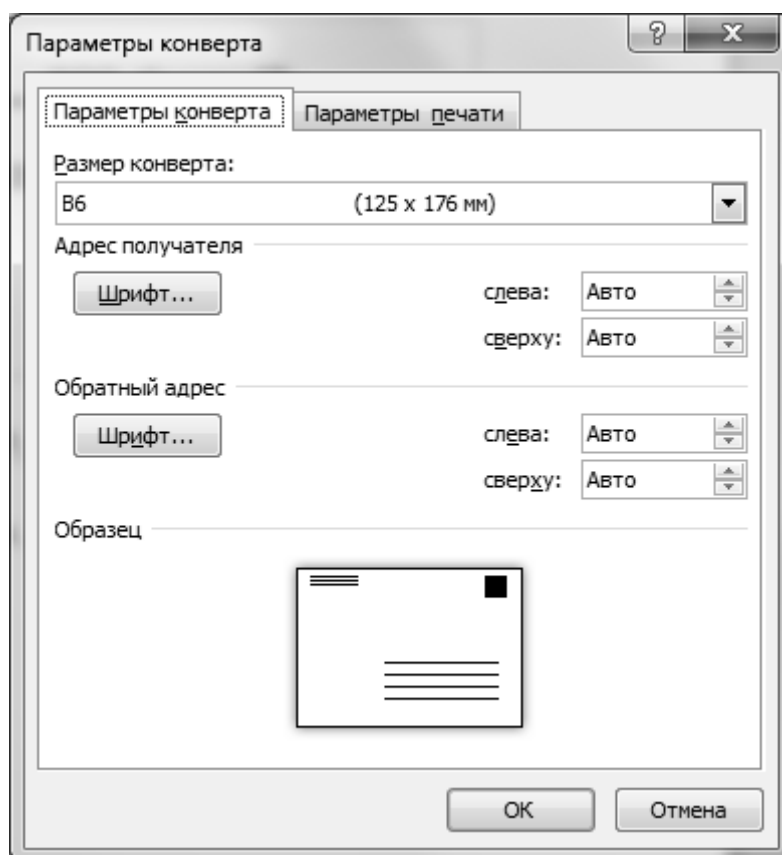 Параметры конверта
Параметры конверта Параметры печати
Размер конверта:
B6 (125 x 176 мм)
Адрес получателя
Шрифт... слева: Авто
сверху: Авто
Обратный адрес
Шрифт... слева: Авто
сверху: Авто
Образец
ОК Отмена